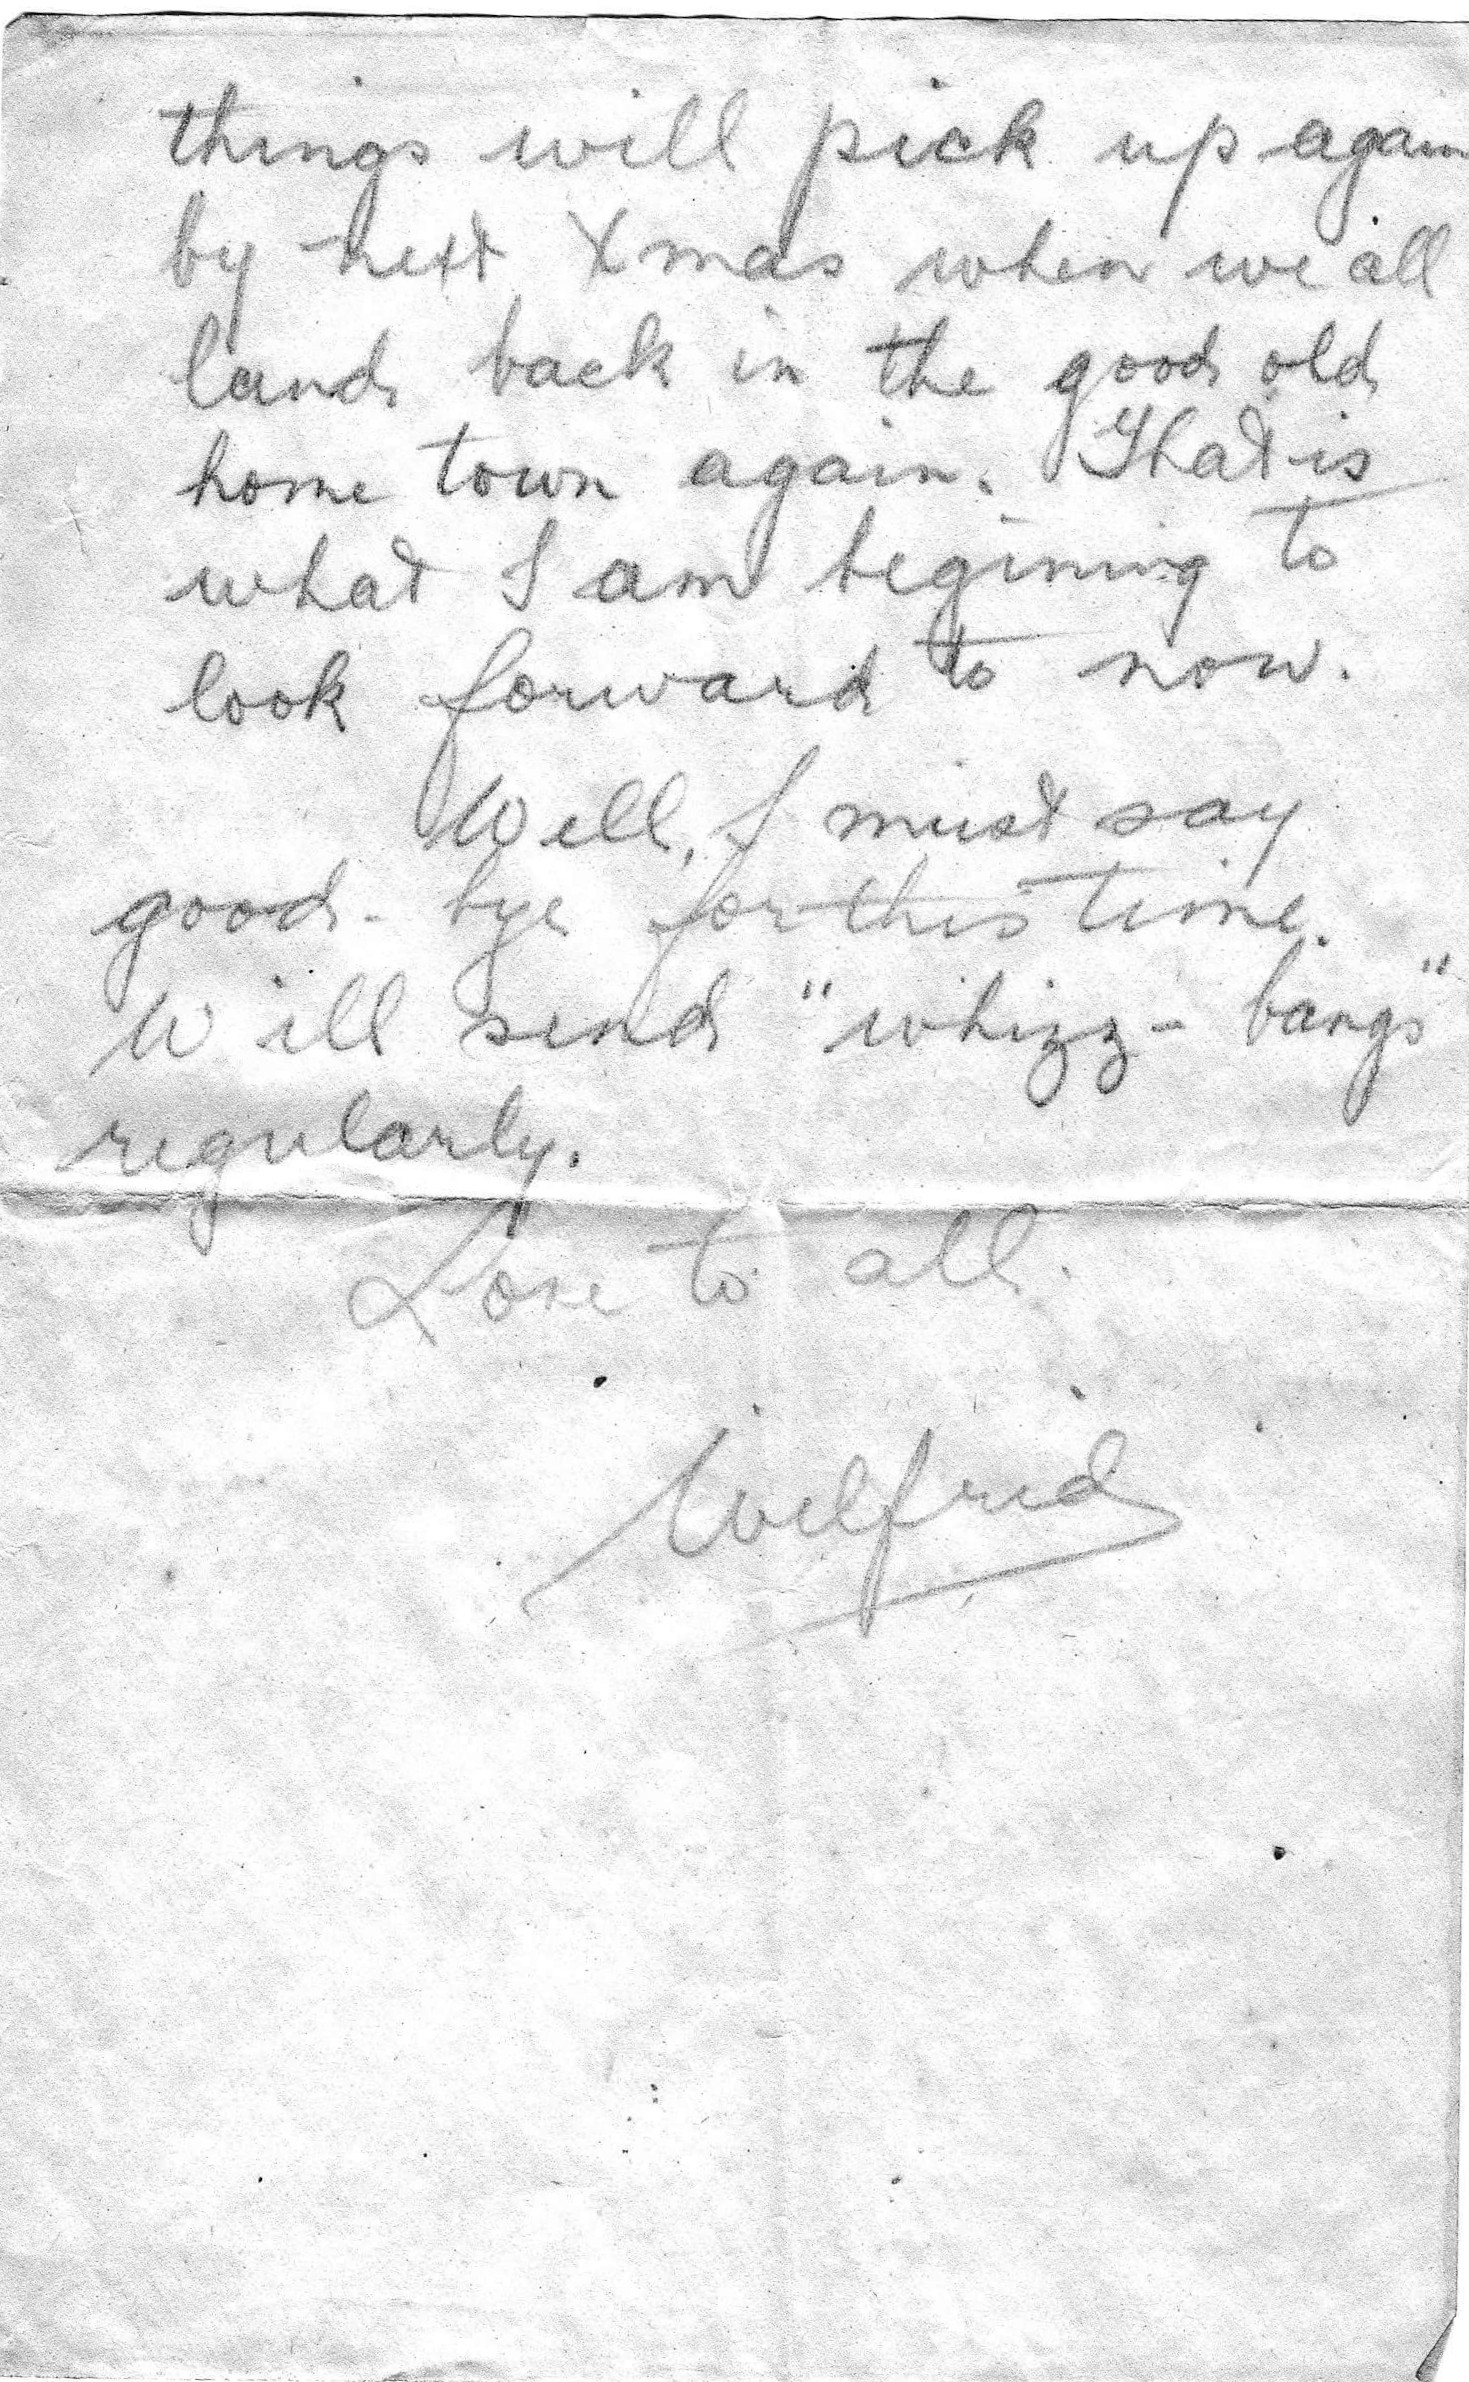 things will pick up again
by next Xmas when we all
land back in the good old
home town again. That is
what I am begining to
look forward to now.
Well, I must say
good-bye for this time.
Will send "whizz-bangs"
regularly.
Love to all.
Wilfrid